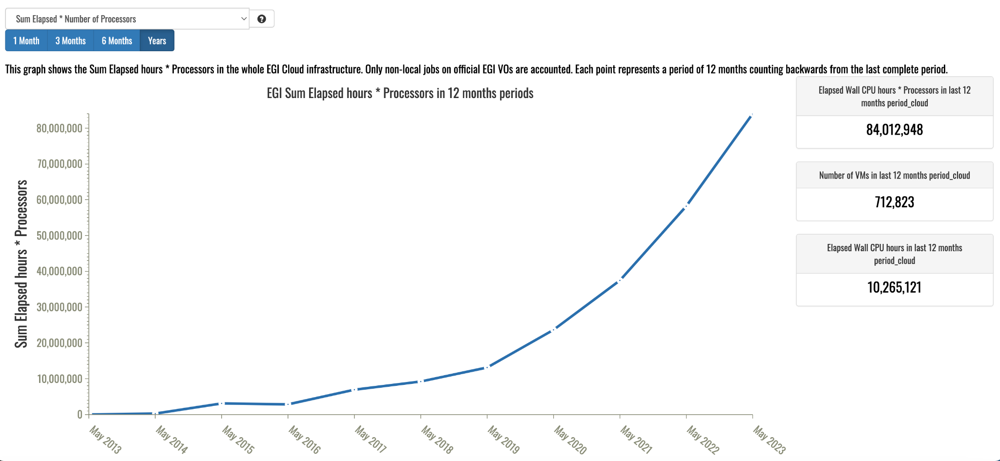 Sum Elapsed * Number of Processors
?
1 Month
3 Months
6 Months
Years
This graph shows the Sum Elapsed hours * Processors in the whole EGI Cloud infrastructure. Only non-local jobs on official EGI VOs are accounted. Each point represents a period of 12 months counting backwards from the last complete period.
EGI Sum Elapsed hours * Processors in 12 months periods
Sum Elapsed hours * Processors
80,000,000
70,000,000
60,000,000
50,000,000
40,000,000
30,000,000
20,000,000
10,000,000
0
May 2013
May 2014
May 2015
May 2016
May 2017
May 2018
May 2019
May 2020
May 2021
May 2022
May 2023
Elapsed Wall CPU hours * Processors in last 12
months period_cloud
84,012,948
Number of VMs in last 12 months period_cloud
712,823
Elapsed Wall CPU hours in last 12 months
period_cloud
10,265,121